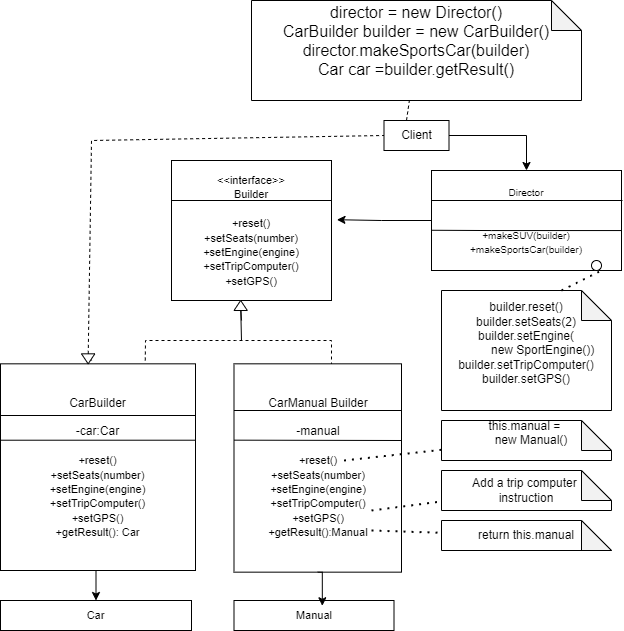 director = new Director()
CarBuilder builder = new CarBuilder()
director.makeSportsCar(builder)
Car car =builder.getResult()
Client
<<interface>>
Builder
+reset()
+setSeats(number)
+setEngine(engine)
+setTripComputer()
+setGPS()
Director
+makeSUV(builder)
+makeSportsCar(builder)
builder.reset()
builder.setSeats(2)
builder.setEngine(
new SportEngine())
builder.setTripComputer()
builder.setGPS()
CarBuilder
-car:Car
+reset()
+setSeats(number)
+setEngine(engine)
+setTripComputer()
+setGPS()
+getResult(): Car
CarManual Builder
-manual
+reset()
+setSeats(number)
+setEngine(engine)
+setTripComputer()
+setGPS()
+getResult():Manual
this.manual =
new Manual()
Add a trip computer
instruction
return this.manual
Car
Manual